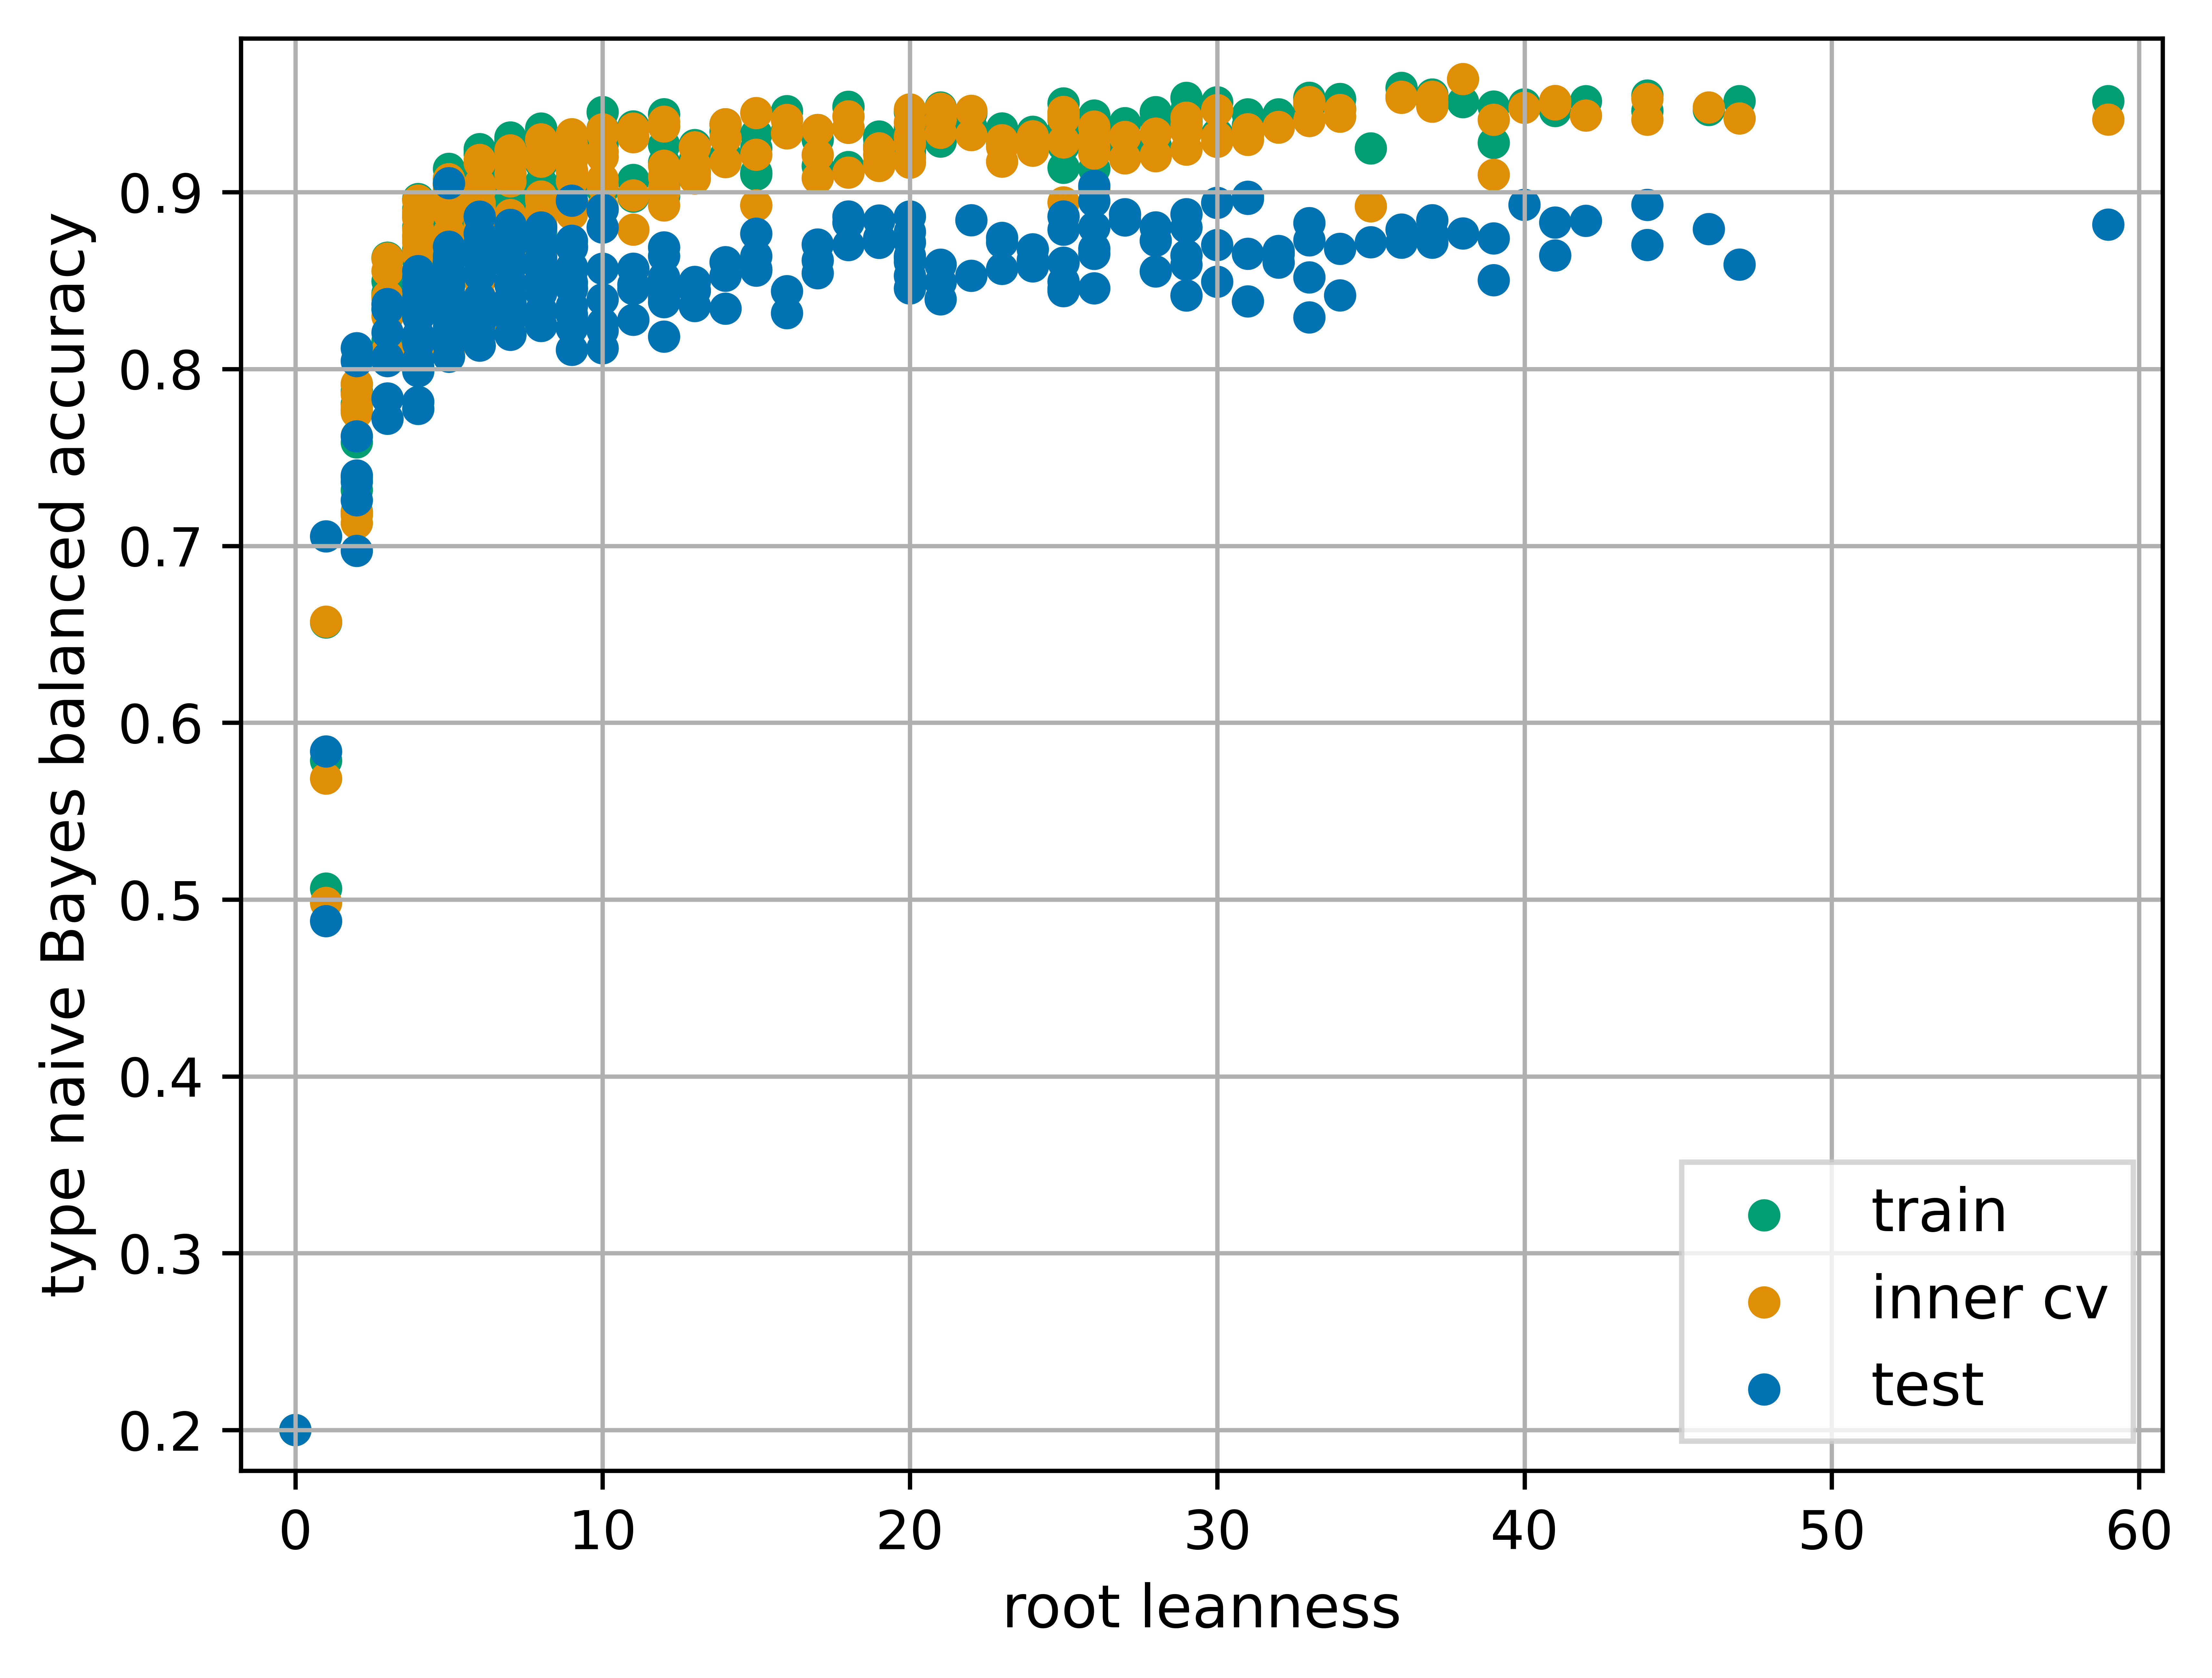 type naive Bayes balanced accuracy
0.9
0.8
0.7
0.6
0.5
0.4
0.3
0.2
0 10 20 30 40 50 60
root leanness
train
inner cv
test